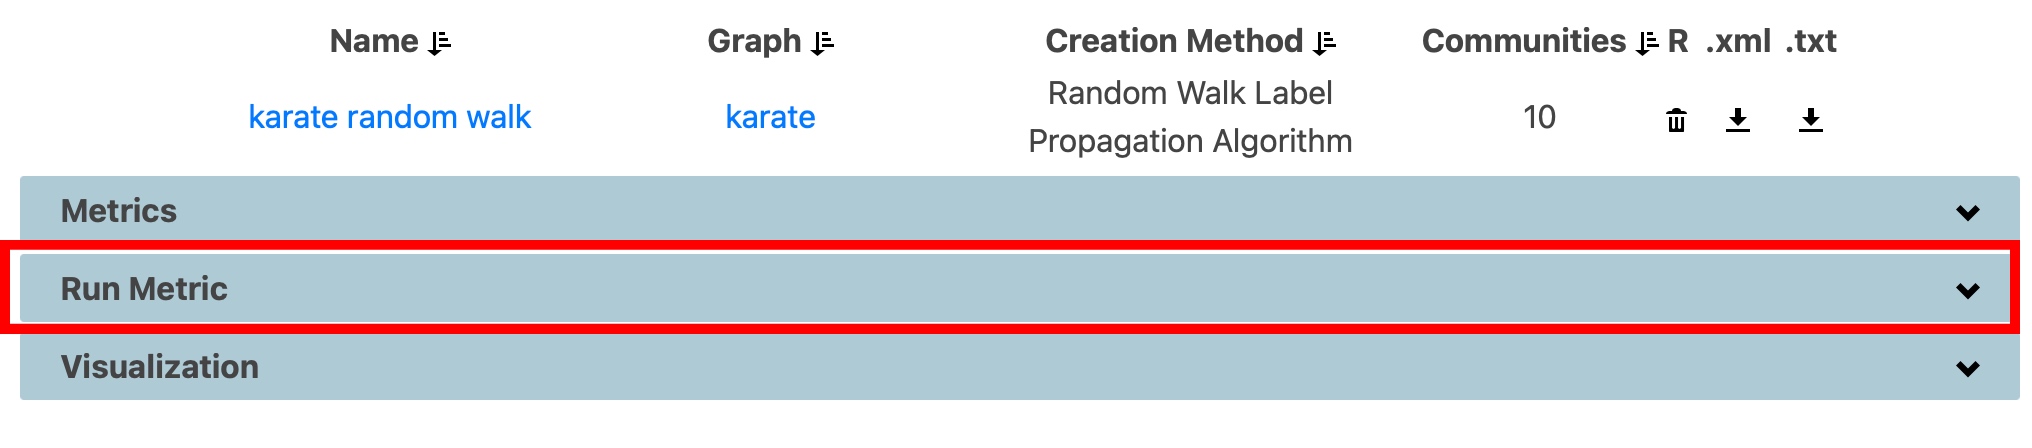 Name Graph Creation Method Communities R .xml .txt
karate random walk karate Random Walk Label Propagation Algorithm 10
Metrics
Run Metric
Visualization